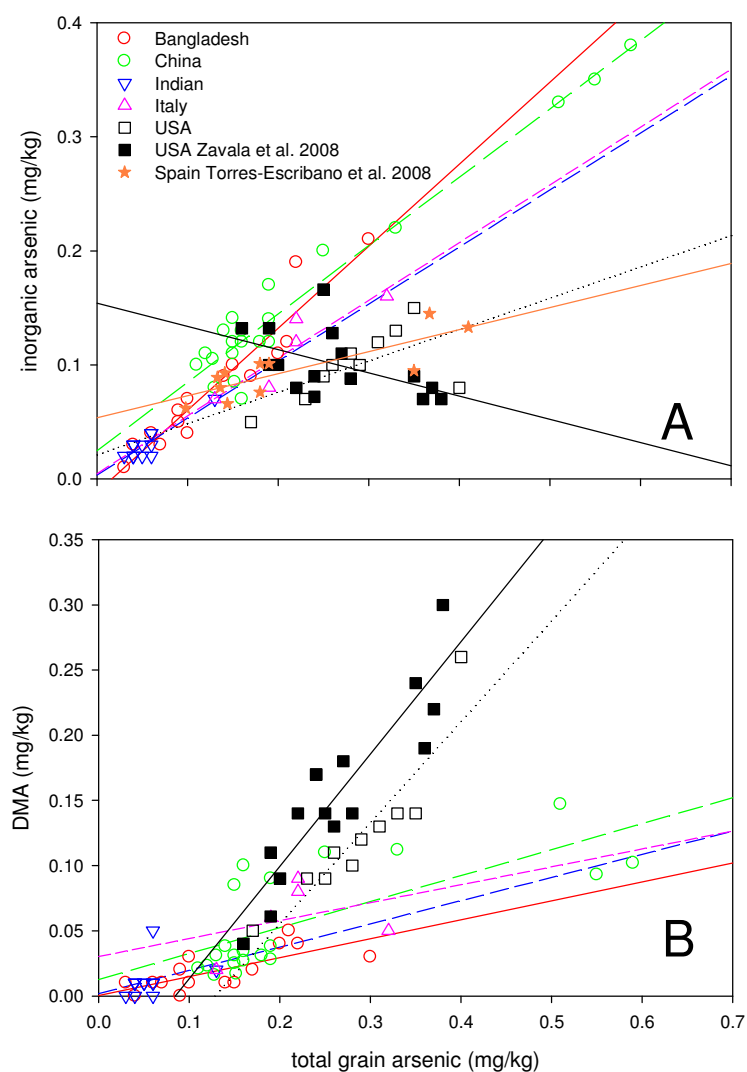 0.4
Bangladesh
China
Indian
Italy
USA
USA Zavala et al. 2008
Spain Torres-Escribano et al. 2008
0.3
0.2
0.1
0.0
inorganic arsenic (mg/kg)
A
0.35
0.30
0.25
0.20
0.15
0.10
0.05
0.00
DMA (mg/kg)
B
0.0 0.1 0.2 0.3 0.4 0.5 0.6 0.7
total grain arsenic (mg/kg)